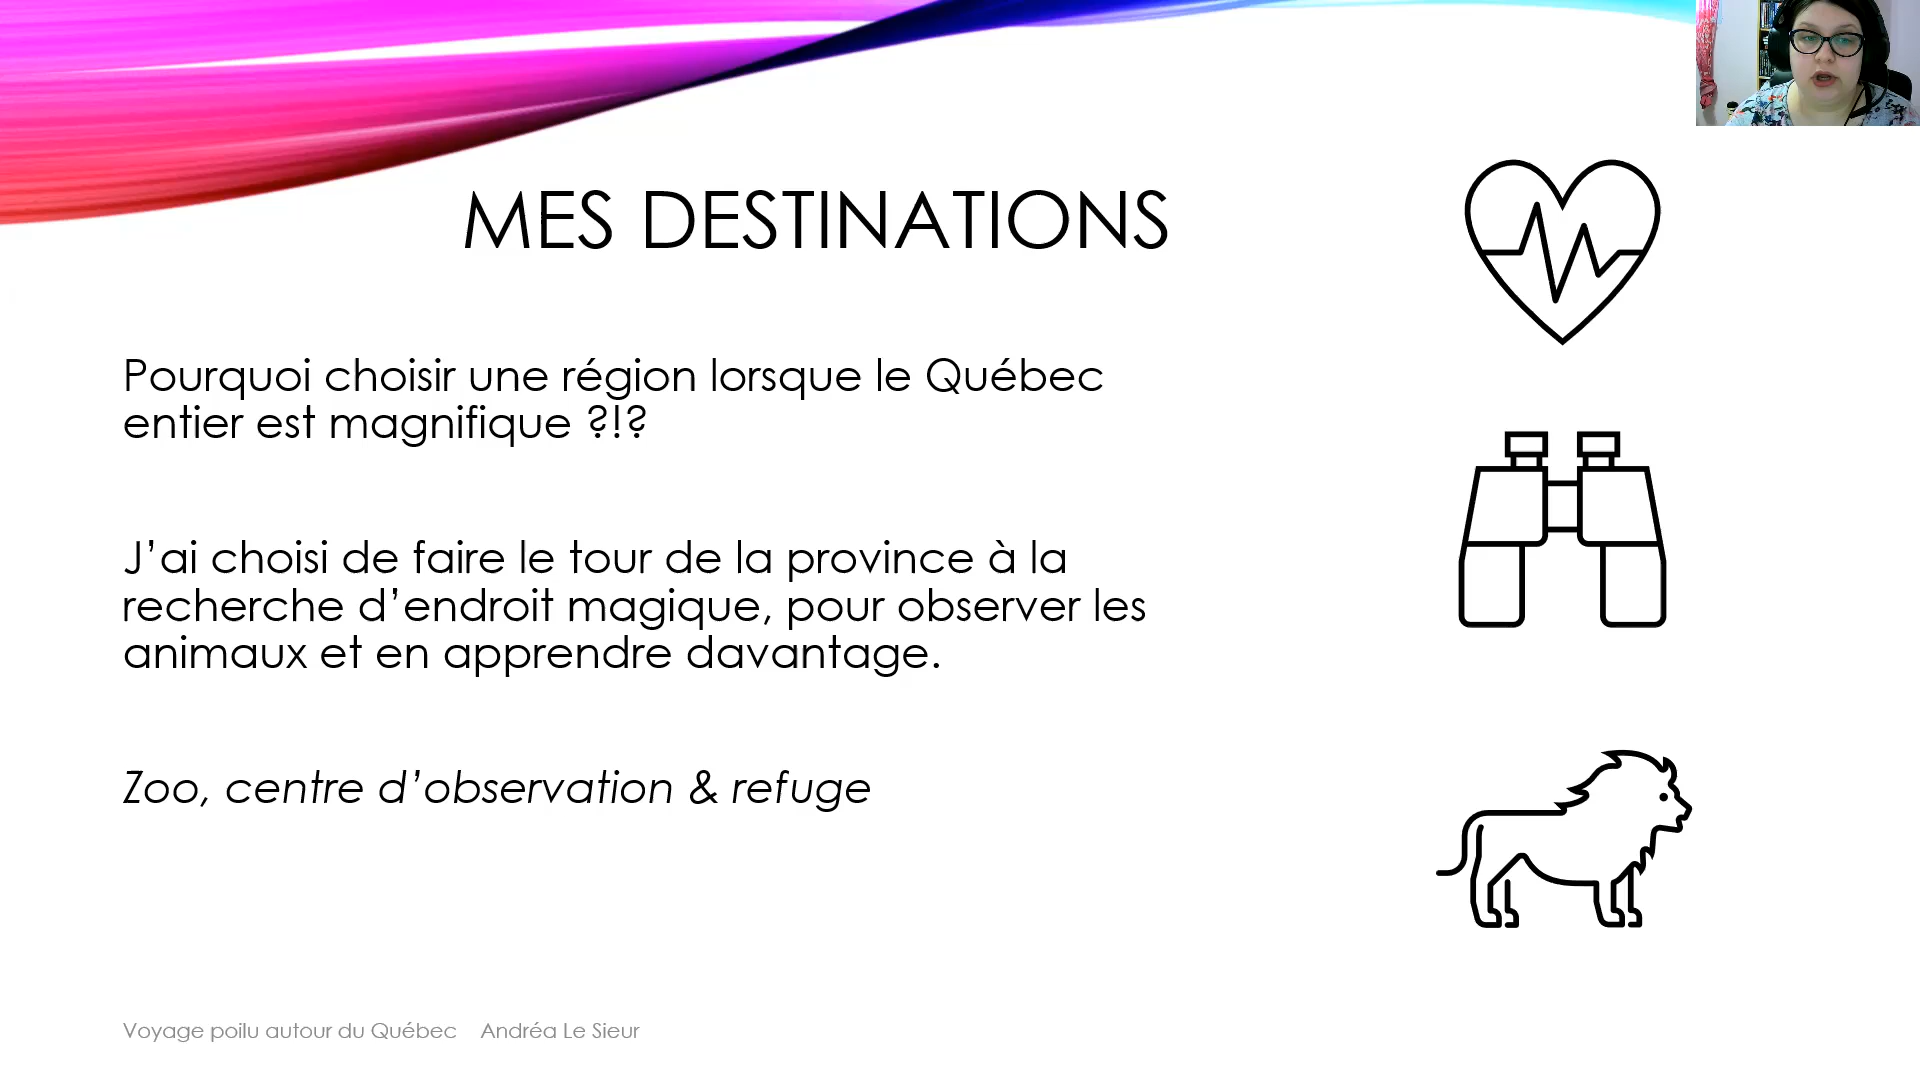 MES DESTINATIONS
Pourquoi choisir une région lorsque le Québec
entier est magnifique ?!?
J’ai choisi de faire le tour de la province à la
recherche d’endroit magique, pour observer les
animaux et en apprendre davantage.
Zoo, centre d’observation & refuge
Voyage poilu autour du Québec Andréa Le Sieur